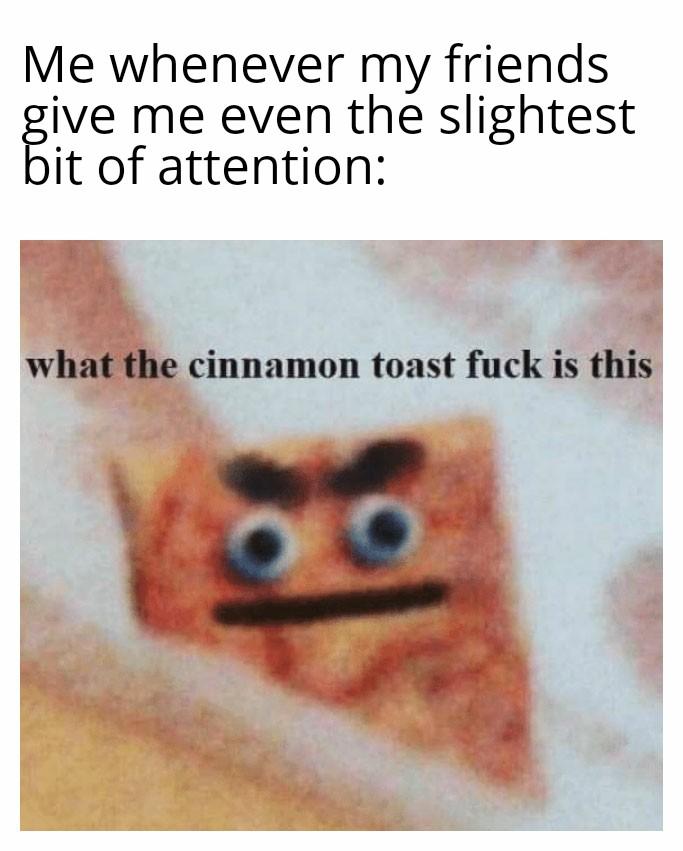 Me whenever my friends
give me even the slightest
bit of attention:
what the cinnamon toast fuck is this